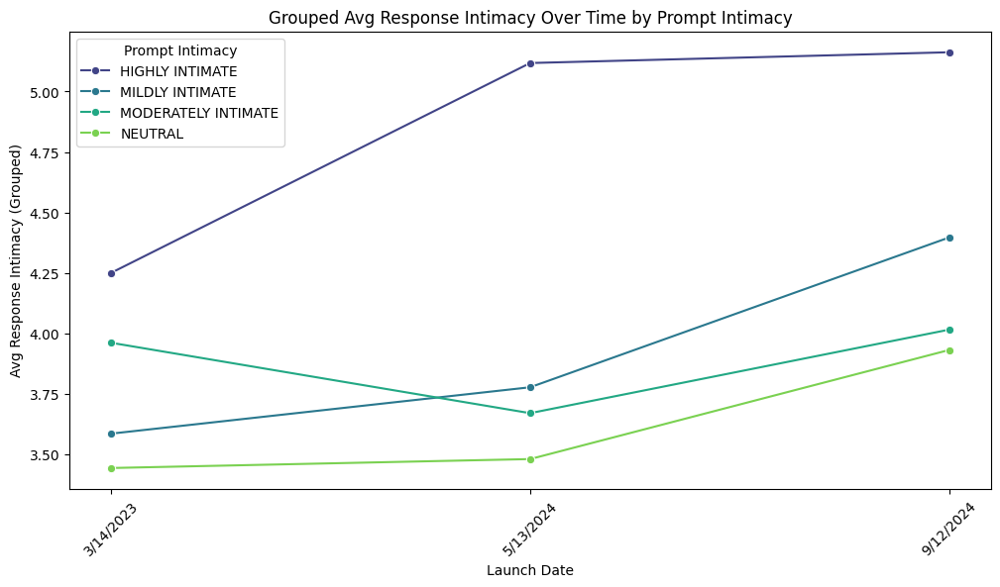 Grouped Avg Response Intimacy Over Time by Prompt Intimacy
Prompt Intimacy
HIGHLY INTIMATE
MILDLY INTIMATE
MODERATELY INTIMATE
NEUTRAL
Avg Response Intimacy (Grouped)
5.00
4.75
4.50
4.25
4.00
3.75
3.50
3/14/2023
5/13/2024
9/12/2024
Launch Date